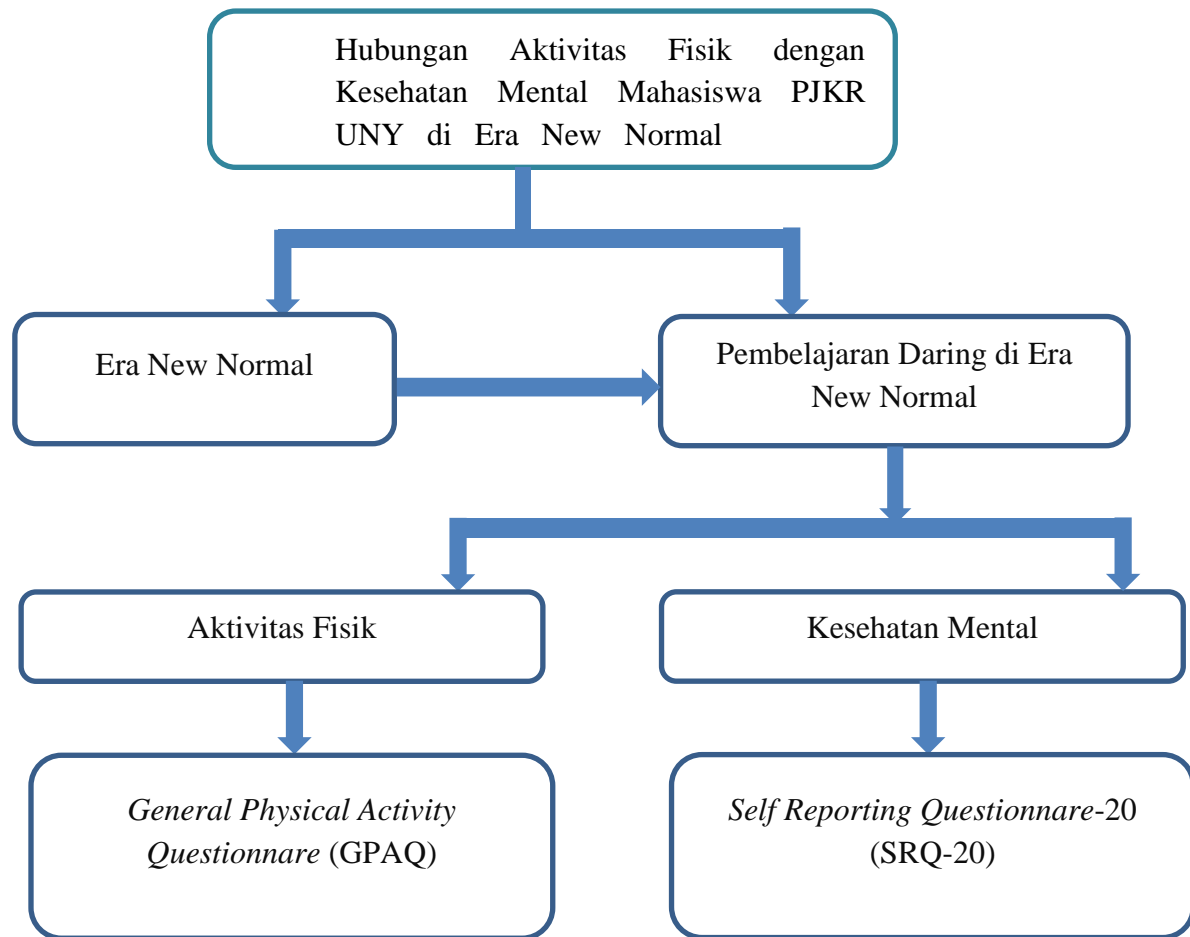 Hubungan Aktivitas Fisik dengan
Kesehatan Mental Mahasiswa PJKR
UNY di Era New Normal
Era New Normal
Pembelajaran Daring di Era
New Normal
Aktivitas Fisik
Kesehatan Mental
General Physical Activity
Questionnare (GPAQ)
Self Reporting Questionnare-20
(SRQ-20)